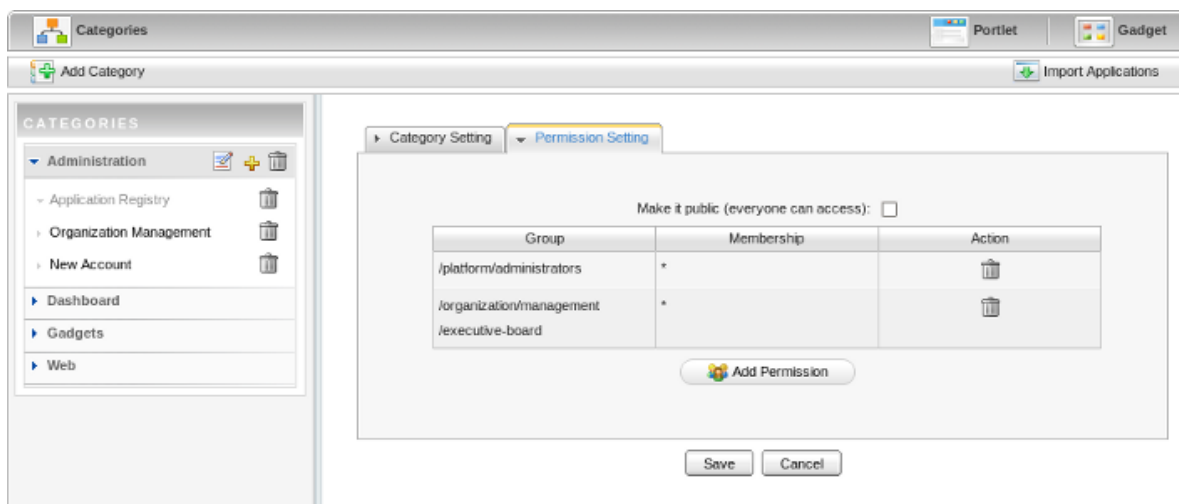 Categories
Portlet
Gadget
Add Category
Import Applications
CATEGORIES
Administration
Application Registry
Organization Management
New Account
Dashboard
Gadgets
Web
Category Setting
Permission Setting
Make it public (everyone can access):
Group Membership Action
/platform/administrators *
/organization/management *
/executive-board
Add Permission
Save Cancel